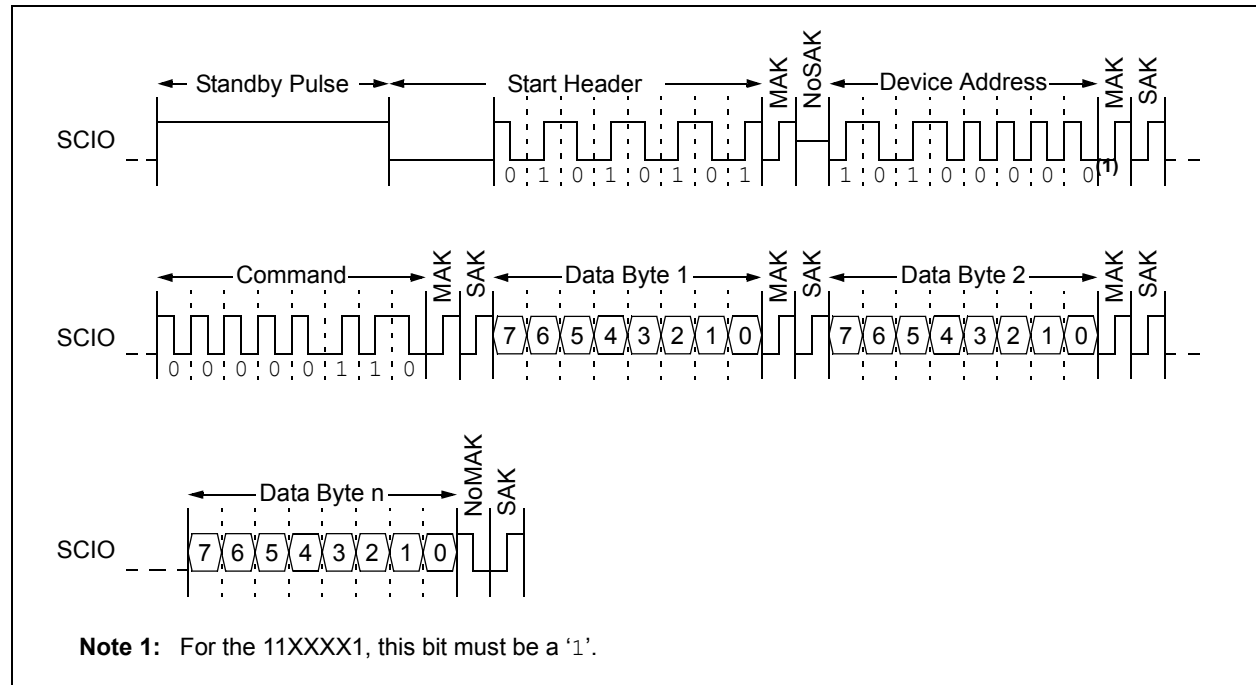 Standby Pulse Start Header MAK NoSAK Device Address MAK SAK
SCIO
0 1 0 1 0 1 0 1 1 0 1 0 0 0 0 0(1)
Command MAK SAK Data Byte 1 MAK SAK Data Byte 2 MAK SAK
SCIO 7 6 5 4 3 2 1 0 7 6 5 4 3 2 1 0
0 0 0 0 0 1 1 0
Data Byte n NoMAK SAK
SCIO 7 6 5 4 3 2 1 0
Note 1: For the 11XXXX1, this bit must be a ‘1’.